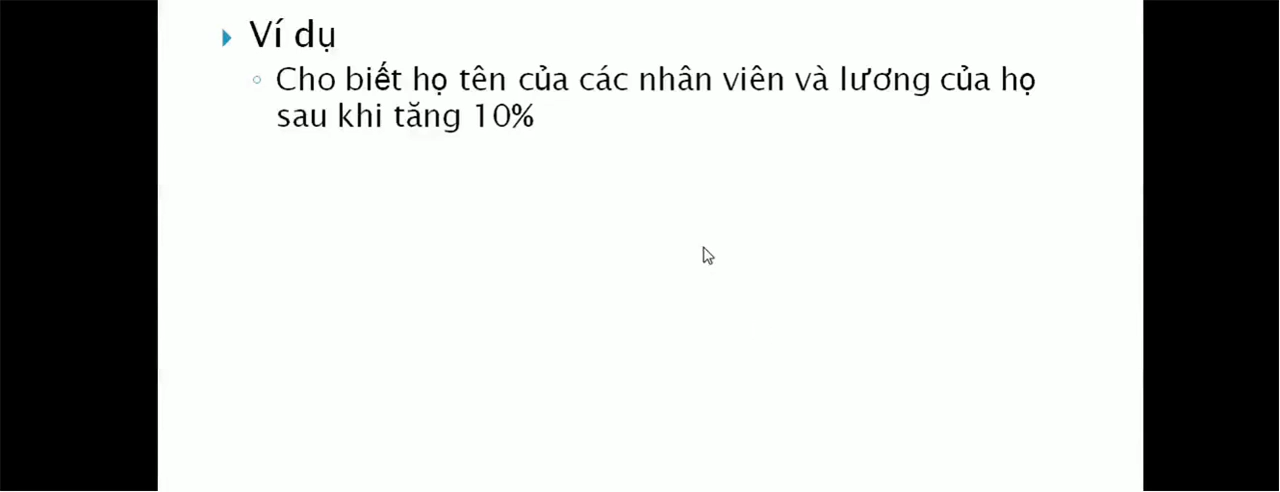 Ví dụ
Cho biết họ tên của các nhân viên và lương của họ
sau khi tăng 10%